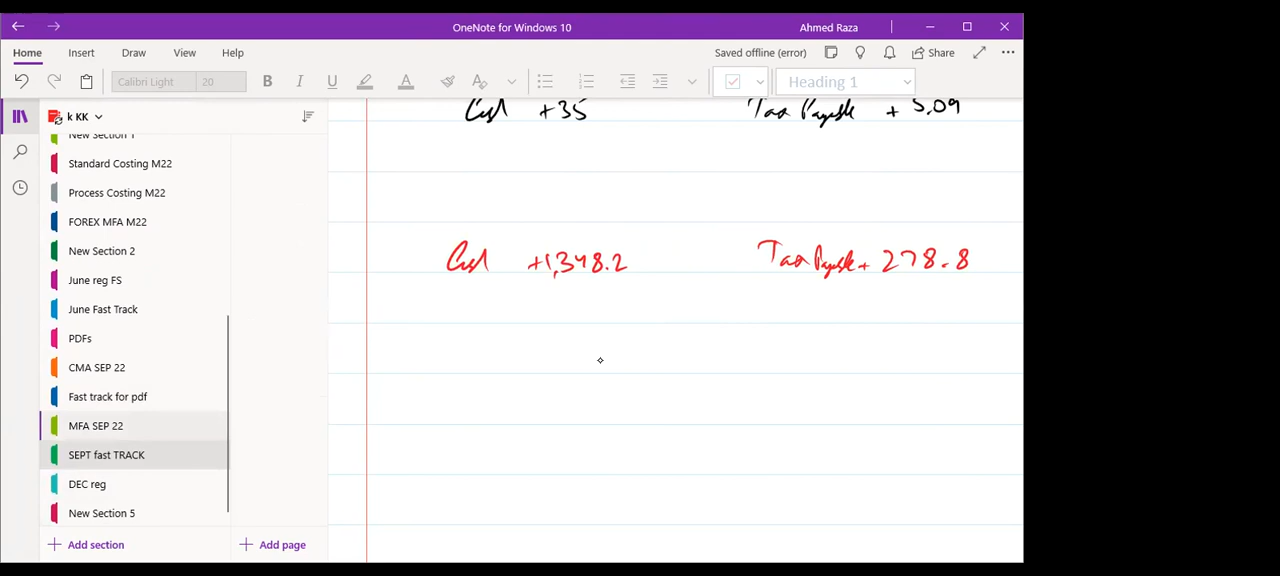 OneNote for Windows 10
Ahmed Raza
Home Insert Draw View Help
Saved offline (error) Share
Calibri Light 20 B I U A Heading 1
k KK
New Section 1
Standard Costing M22
Process Costing M22
FOREX MFA M22
New Section 2
June reg FS
June Fast Track
PDFs
CMA SEP 22
Fast track for pdf
MFA SEP 22
SEPT fast TRACK
DEC reg
New Section 5
Add section
Add page
Cash +35 Tax Payable + 5.09
Cash +1,348.2 Tax Payable + 278.8